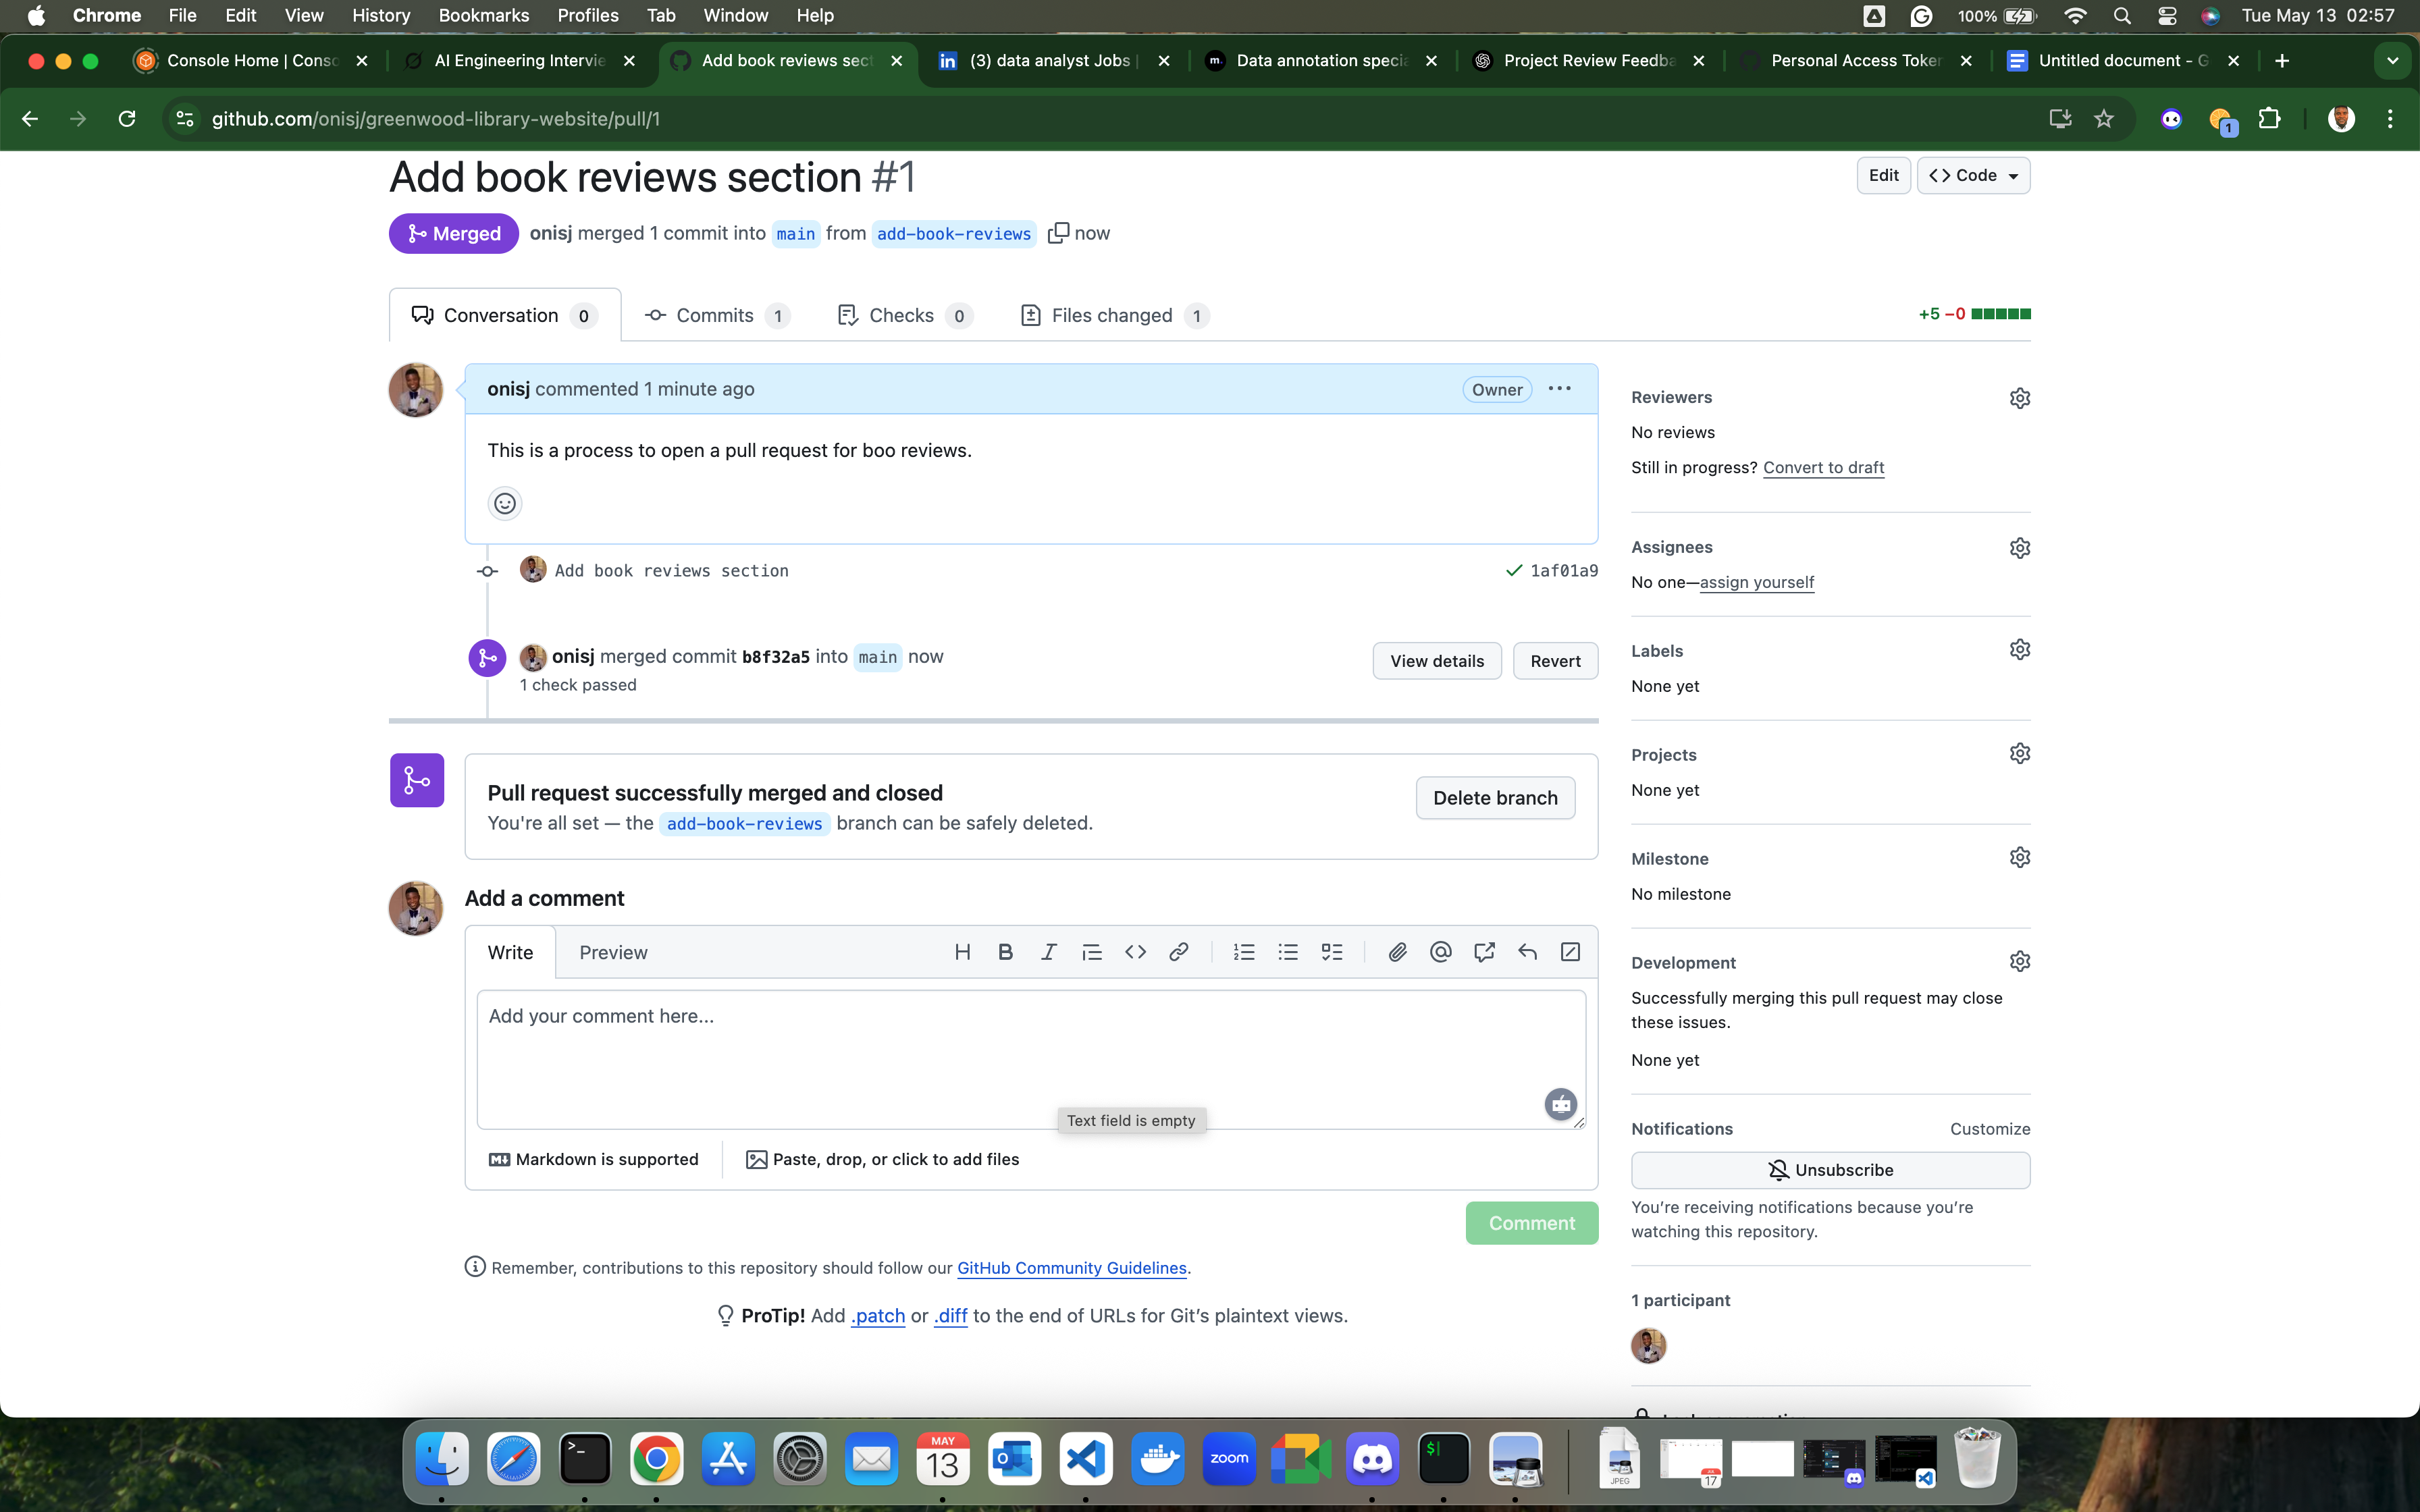 Chrome File Edit View History Bookmarks Profiles Tab Window Help 100% Tue May 13 02:57
Console Home | Conso AI Engineering Intervie Add book reviews sect (3) data analyst Jobs | Data annotation specia Project Review Feedba Personal Access Token Untitled document - G
github.com/onisj/greenwood-library-website/pull/1 1
Add book reviews section #1
Edit Code
Merged onisj merged 1 commit into main from add-book-reviews now
Conversation 0 Commits 1 Checks 0 Files changed 1 +5 −0
onisj commented 1 minute ago Owner
This is a process to open a pull request for boo reviews.
Add book reviews section 1af01a9
onisj merged commit b8f32a5 into main now
1 check passed
View details Revert
Pull request successfully merged and closed
You're all set — the add-book-reviews branch can be safely deleted.
Delete branch
Add a comment
Write Preview H B I
Add your comment here...
Text field is empty
Markdown is supported Paste, drop, or click to add files
Comment
Remember, contributions to this repository should follow our GitHub Community Guidelines.
ProTip! Add .patch or .diff to the end of URLs for Git's plaintext views.
Reviewers
No reviews
Still in progress? Convert to draft
Assignees
No one—assign yourself
Labels
None yet
Projects
None yet
Milestone
No milestone
Development
Successfully merging this pull request may close
these issues.
None yet
Notifications Customize
Unsubscribe
You're receiving notifications because you're
watching this repository.
1 participant
MAY
13
zoom
JPEG
17